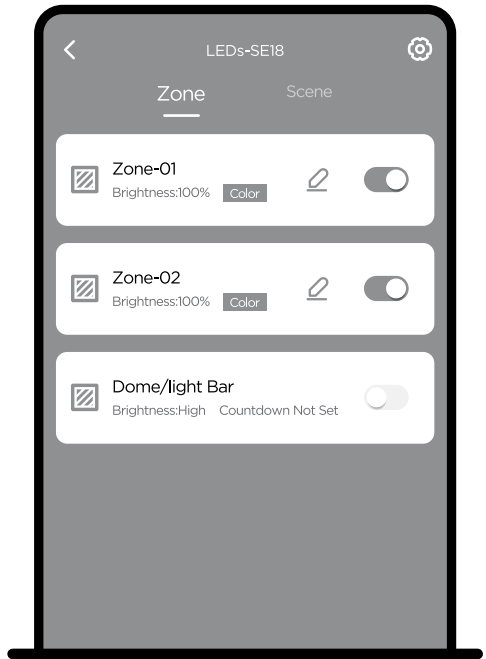 LEDs-SE18
Zone Scene
Zone-01
Brightness:100% Color
Zone-02
Brightness:100% Color
Dome/light Bar
Brightness:High Countdown Not Set